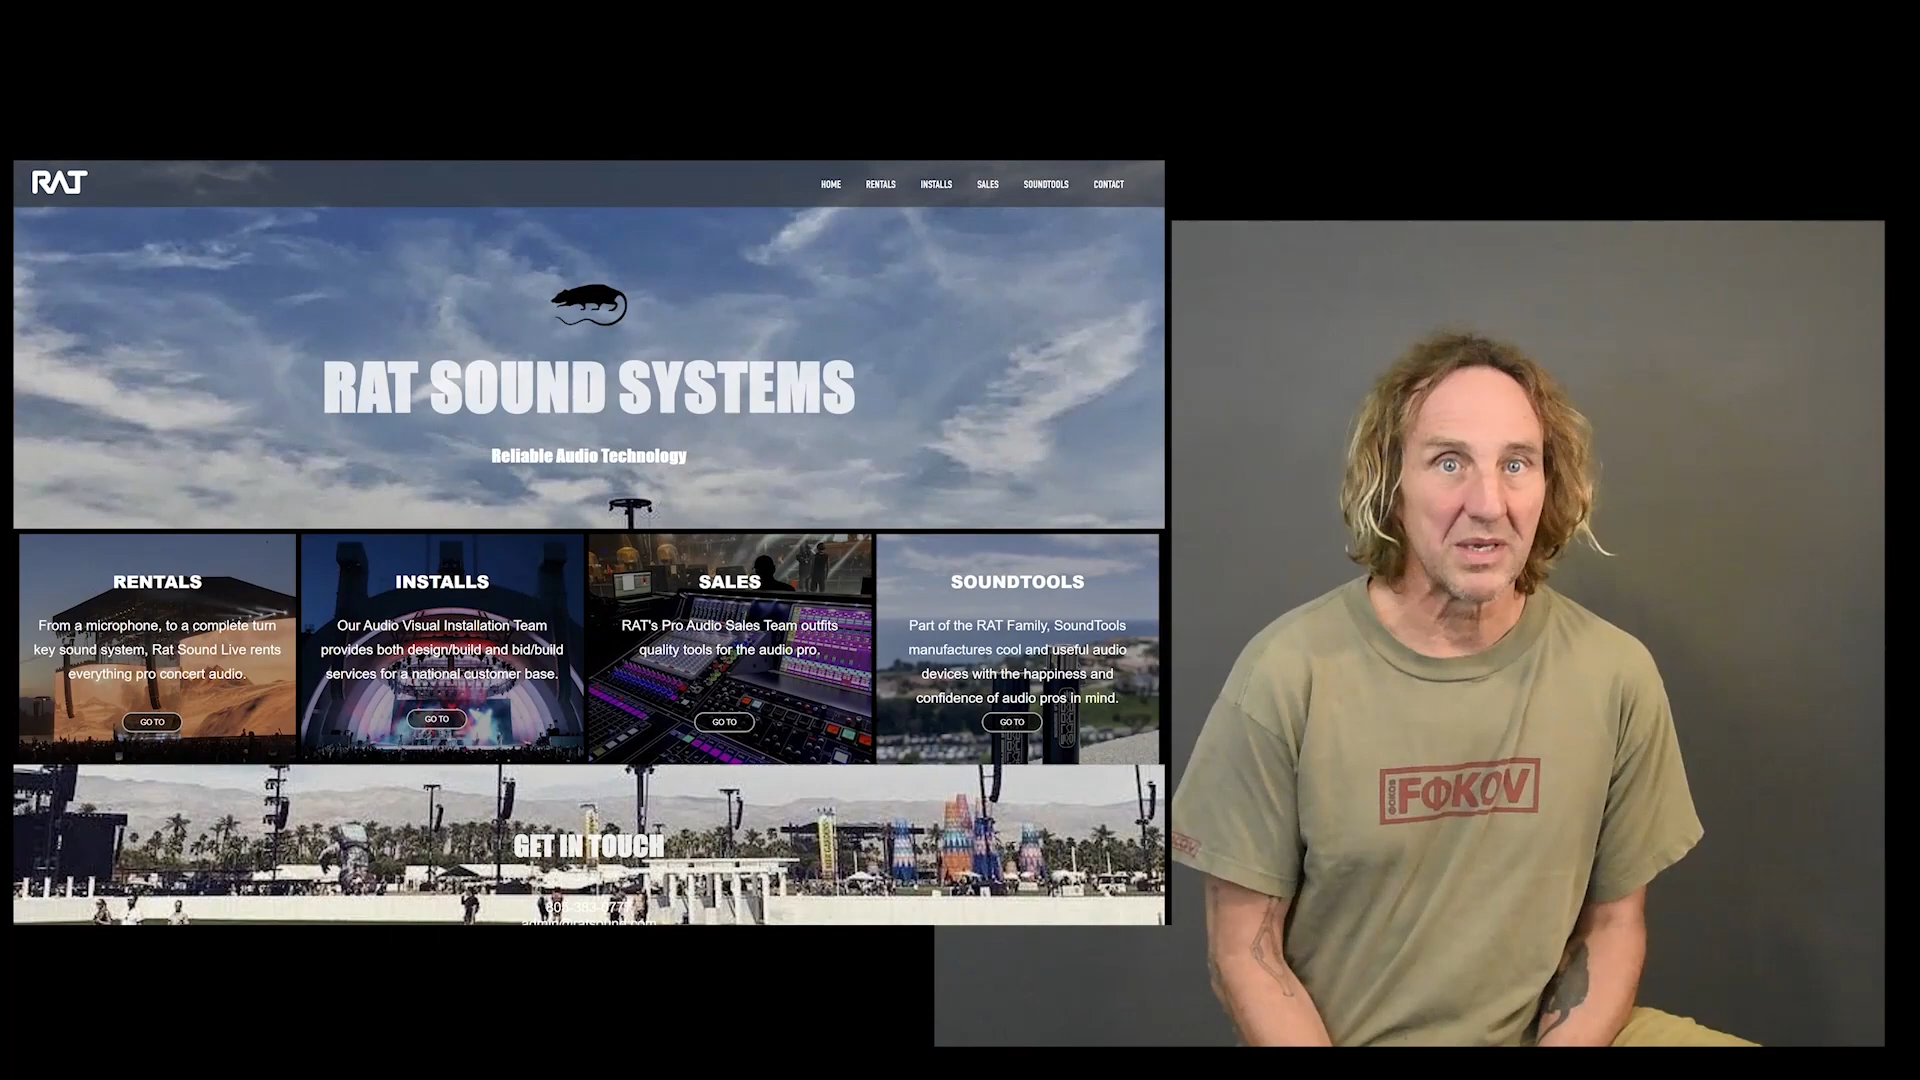 RAT
HOME RENTALS INSTALLS SALES SOUNDTOOLS CONTACT
RAT SOUND SYSTEMS
Reliable Audio Technology
RENTALS
From a microphone, to a complete turn
key sound system, Rat Sound Live rents
everything pro concert audio.
GO TO
INSTALLS
Our Audio Visual Installation Team
provides both design/build and bid/build
services for a national customer base.
GO TO
SALES
RAT's Pro Audio Sales Team outfits
quality tools for the audio pro.
GO TO
SOUNDTOOLS
Part of the RAT Family, SoundTools
manufactures cool and useful audio
devices with the happiness and
confidence of audio pros in mind.
GO TO
GET IN TOUCH
admin@ratsound.com
FΦKOV